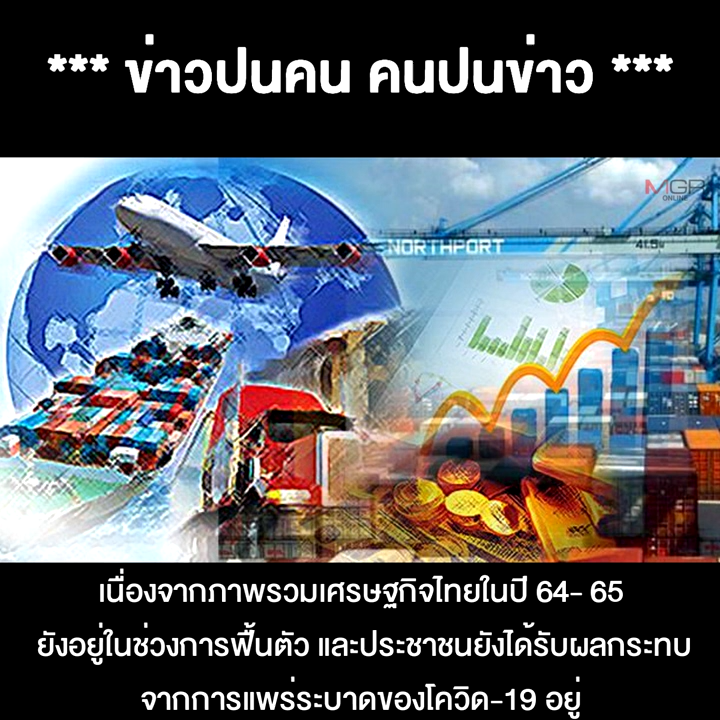 *** ข่าวปนคน คนปนข่าว ***
MGR
ONLINE
NORTHPORT
เนื่องจากภาพรวมเศรษฐกิจไทยในปี 64- 65
ยังอยู่ในช่วงการฟื้นตัว และประชาชนยังได้รับผลกระทบ
จากการแพร่ระบาดของโควิด-19 อยู่